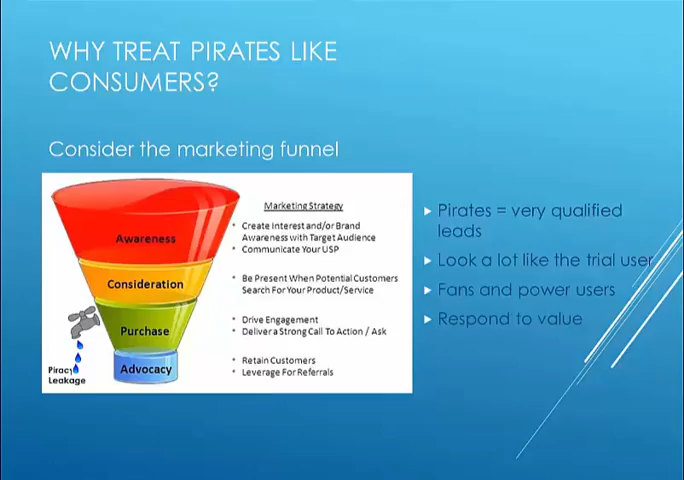 WHY TREAT PIRATES LIKE
CONSUMERS?
Consider the marketing funnel
Awareness
Consideration
Purchase
Advocacy
Piracy
Leakage
Marketing Strategy
• Create Interest and/or Brand
Awareness with Target Audience
• Communicate Your USP
• Be Present When Potential Customers
Search For Your Product/Service
• Drive Engagement
• Deliver a Strong Call To Action / Ask
• Retain Customers
• Leverage For Referrals
Pirates = very qualified
leads
Look a lot like the trial user
Fans and power users
Respond to value